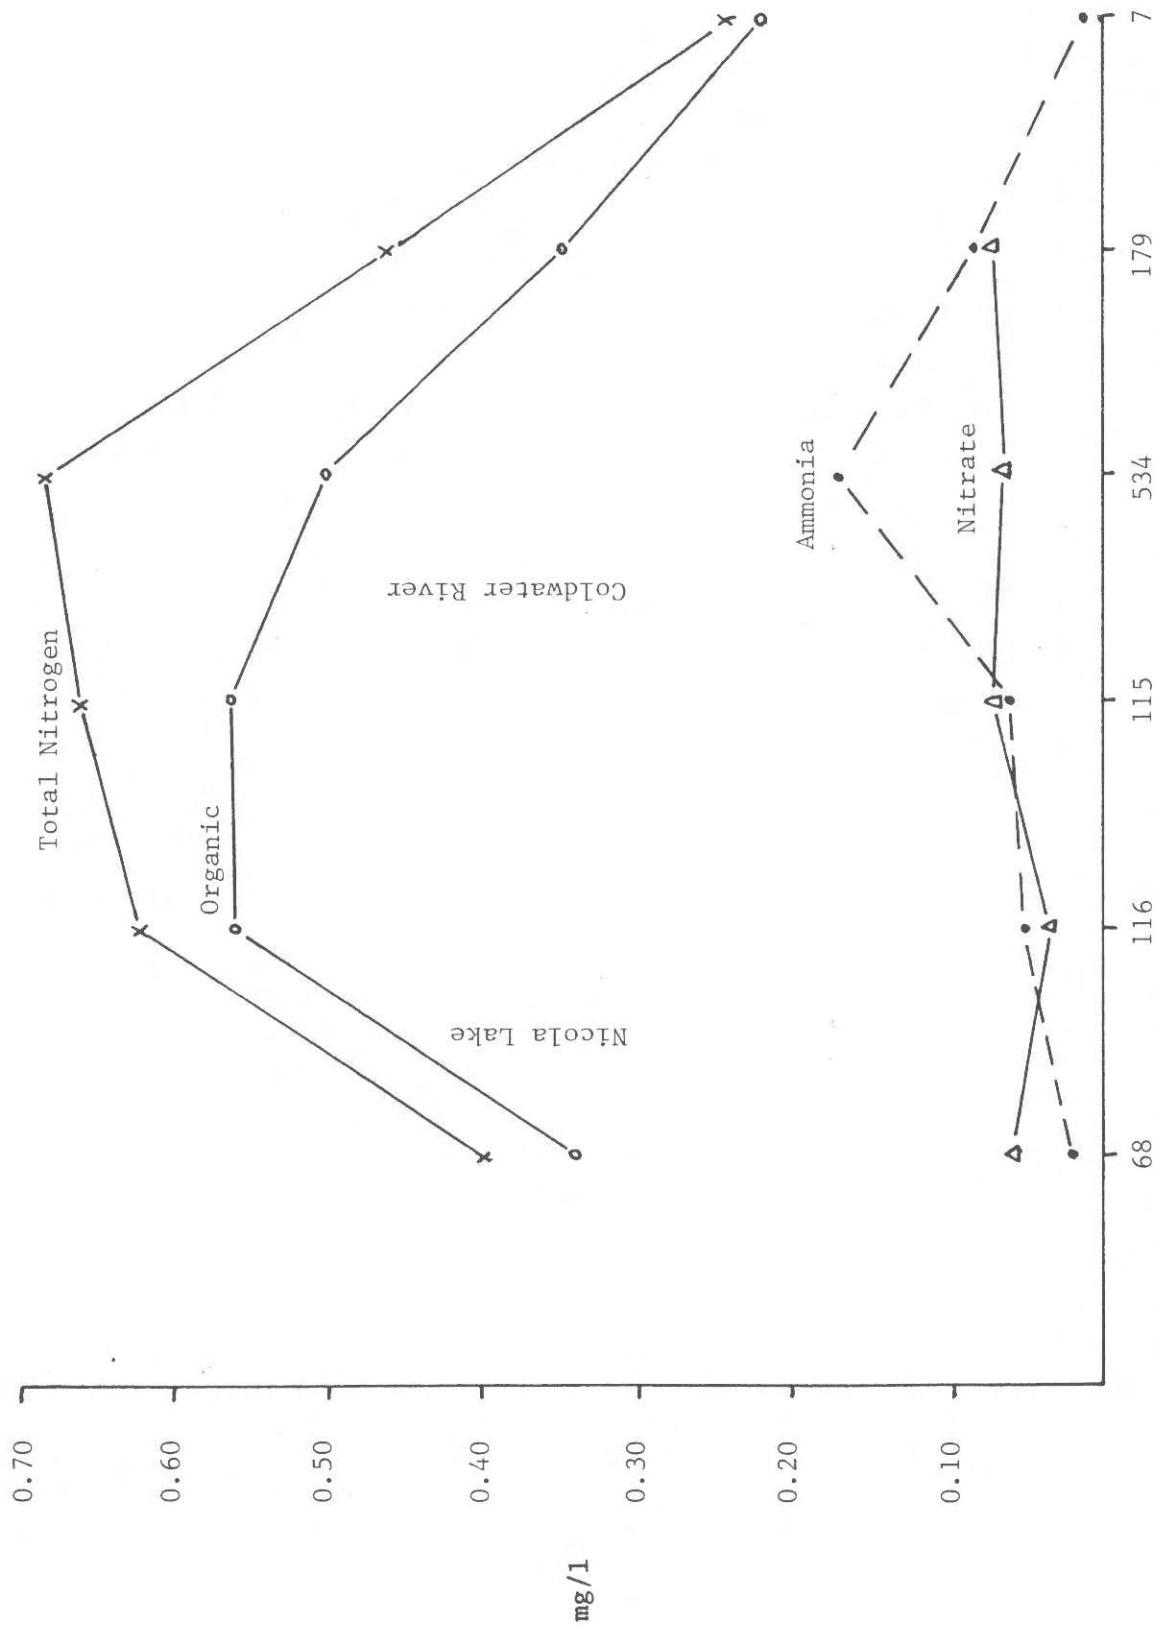 0.70
0.60
0.50
0.40
0.30
0.20
0.10
mg/l
Total Nitrogen
Organic
Coldwater River
Nicola Lake
Ammonia
Nitrate
68
116
115
534
179
7